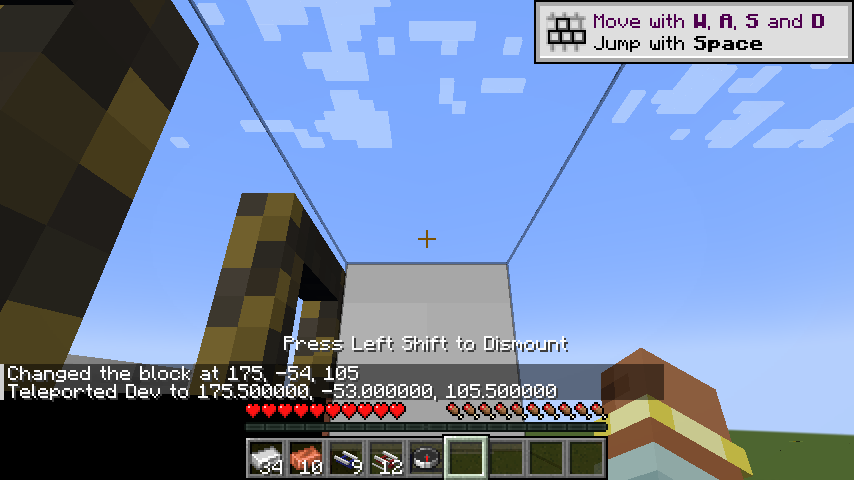 Move with W, A, S and D
Jump with Space
Press Left Shift to Dismount
Changed the block at 175, -54, 105
Teleported Dev to 175.500000, -53.000000, 105.500000
34
10
9
12